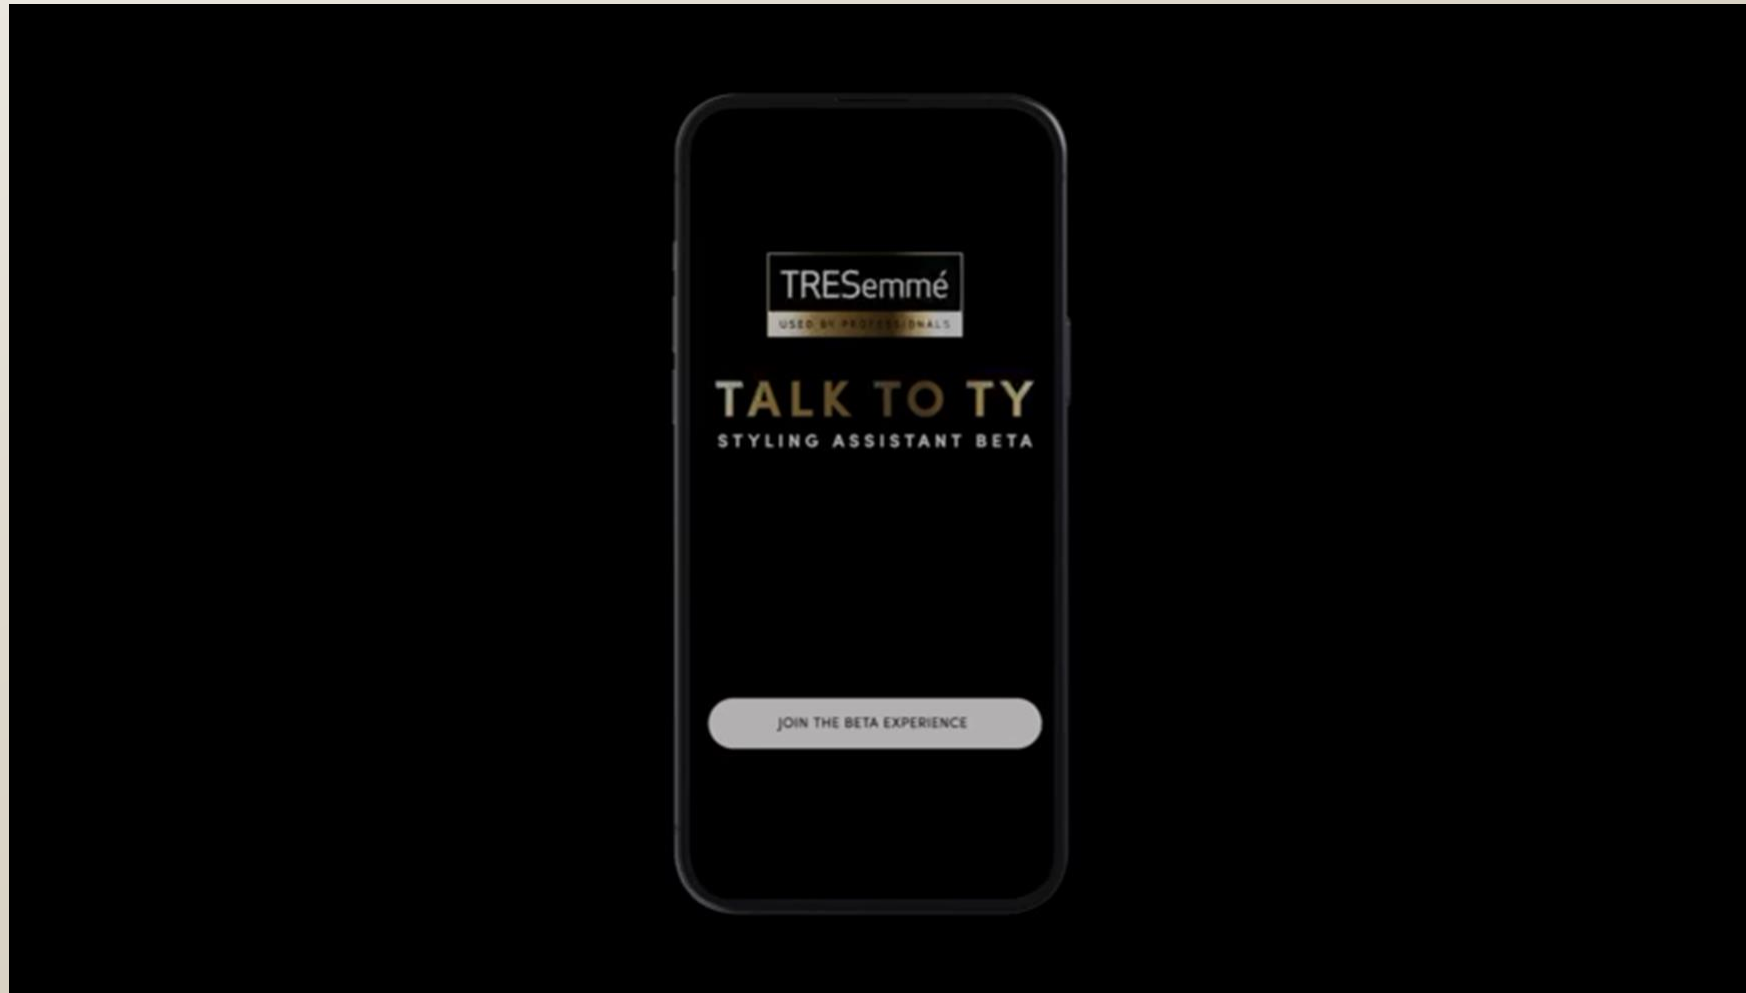 TRESemmé
USED BY PROFESSIONALS
TALK TO TY
STYLING ASSISTANT BETA
JOIN THE BETA EXPERIENCE